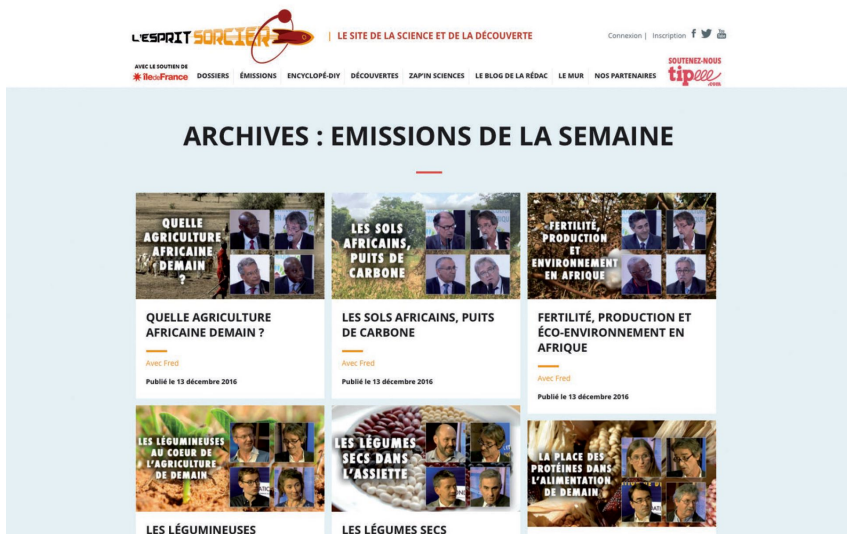 L'ESPRIT SORCIER
| LE SITE DE LA SCIENCE ET DE LA DÉCOUVERTE
Connexion | Inscription
AVEC LE SOUTIEN DE
îledeFrance
DOSSIERS ÉMISSIONS ENCYCLOPÉ-DIY DÉCOUVERTES ZAP'IN SCIENCES LE BLOG DE LA RÉDAC LE MUR NOS PARTENAIRES
SOUTENEZ-NOUS
tipeee
.com
ARCHIVES : EMISSIONS DE LA SEMAINE
QUELLE
AGRICULTURE
AFRICAINE
DEMAIN
?
QUELLE AGRICULTURE
AFRICAINE DEMAIN ?
Avec Fred
Publié le 13 décembre 2016
LES SOLS
AFRICAINS,
PUITS DE
CARBONE
LES SOLS AFRICAINS, PUITS
DE CARBONE
Avec Fred
Publié le 13 décembre 2016
FERTILITÉ,
PRODUCTION
ET
ENVIRONNEMENT
EN AFRIQUE
FERTILITÉ, PRODUCTION ET
ÉCO-ENVIRONNEMENT EN
AFRIQUE
Avec Fred
Publié le 13 décembre 2016
LES LÉGUMINEUSES
AU COEUR DE
L'AGRICULTURE
DE DEMAIN
LES LÉGUMINEUSES
LES LÉGUMES
SECS DANS
L'ASSIETTE
LES LÉGUMES SECS
LA PLACE DES
PROTÉINES DANS
L'ALIMENTATION
DE DEMAIN